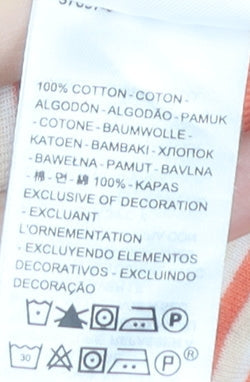 100% COTTON - COTON -
ALGODÓN - ALGODÃO - PAMUK
- COTONE - BAUMWOLLE -
KATOEN - BAMBAKI - ХЛОПОК
- BAWEŁNA - PAMUT - BAVLNA
- 棉 - 면 - 綿 100% - KAPAS
EXCLUSIVE OF DECORATION
- EXCLUANT
L'ORNEMENTATION
- EXCLUYENDO ELEMENTOS
DECORATIVOS - EXCLUINDO
DECORAÇÃO
P
30 P ®